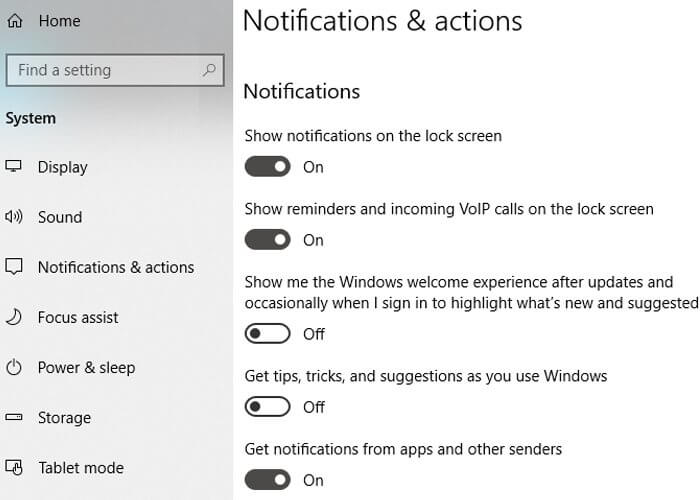 Home
Find a setting
System
Display
Sound
Notifications & actions
Focus assist
Power & sleep
Storage
Tablet mode
Notifications & actions
Notifications
Show notifications on the lock screen
On
Show reminders and incoming VoIP calls on the lock screen
On
Show me the Windows welcome experience after updates and
occasionally when I sign in to highlight what's new and suggested
Off
Get tips, tricks, and suggestions as you use Windows
Off
Get notifications from apps and other senders
On